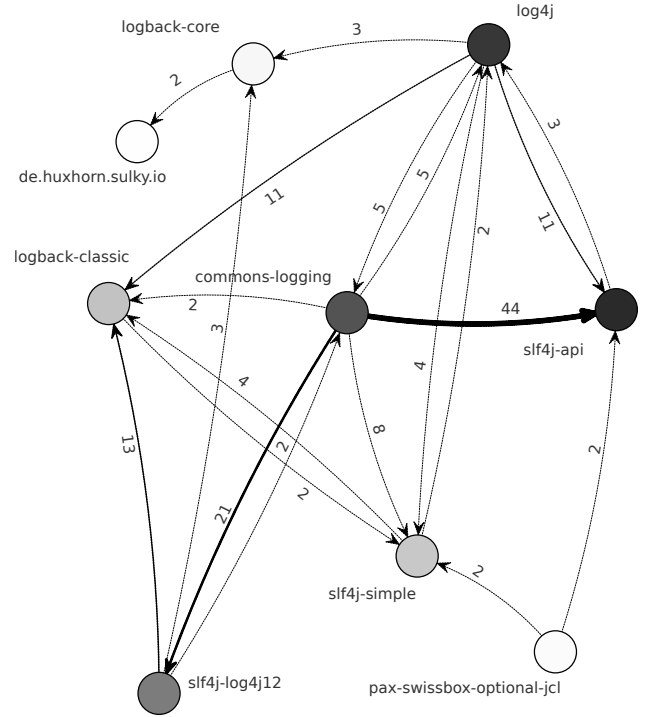 log4j
logback-core
3
2
de.huxhorn.sulky.io
3
5
5
11
11
2
logback-classic
commons-logging
2
44
3
slf4j-api
4
4
8
13
2
2
2
21
2
slf4j-simple
slf4j-log4j12
pax-swissbox-optional-jcl